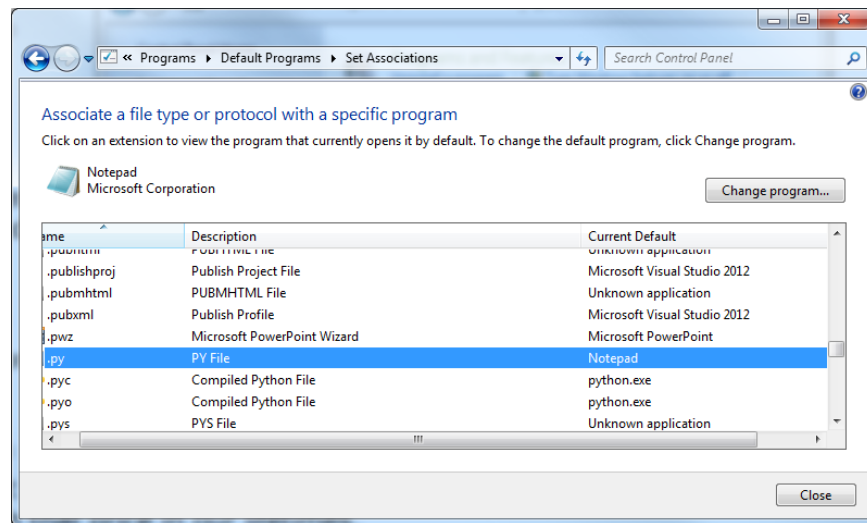 « Programs ▸ Default Programs ▸ Set Associations
Search Control Panel
Associate a file type or protocol with a specific program
Click on an extension to view the program that currently opens it by default. To change the default program, click Change program.
Notepad
Microsoft Corporation
Change program...
ame Description Current Default
.pubhtml PUBHTML File Unknown application
.publishproj Publish Project File Microsoft Visual Studio 2012
.pubmhtml PUBMHTML File Unknown application
.pubxml Publish Profile Microsoft Visual Studio 2012
.pwz Microsoft PowerPoint Wizard Microsoft PowerPoint
.py PY File Notepad
.pyc Compiled Python File python.exe
.pyo Compiled Python File python.exe
.pys PYS File Unknown application
Close